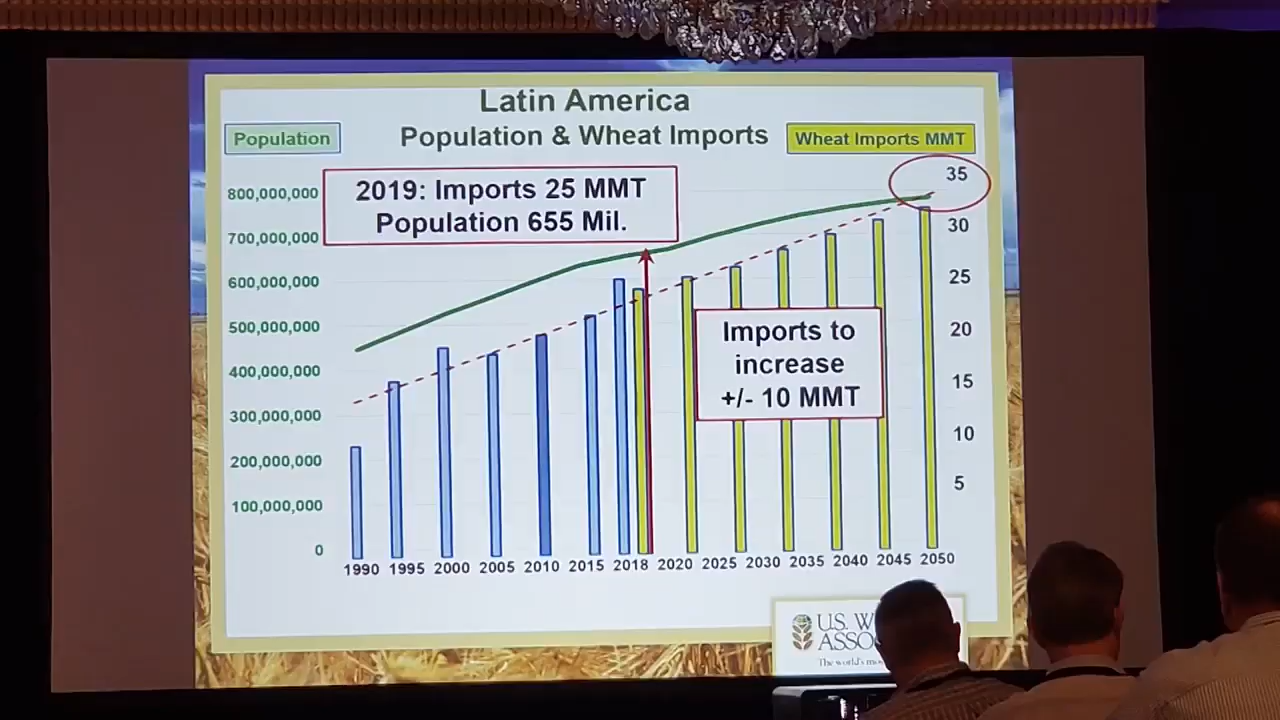 Latin America
Population
Population & Wheat Imports
Wheat Imports MMT
2019: Imports 25 MMT
Population 655 Mil.
800,000,000
700,000,000
600,000,000
500,000,000
400,000,000
300,000,000
200,000,000
100,000,000
0
35
30
25
20
15
10
5
Imports to
increase
+/- 10 MMT
1990 1995 2000 2005 2010 2015 2018 2020 2025 2030 2035 2040 2045 2050
U.S.
The world's